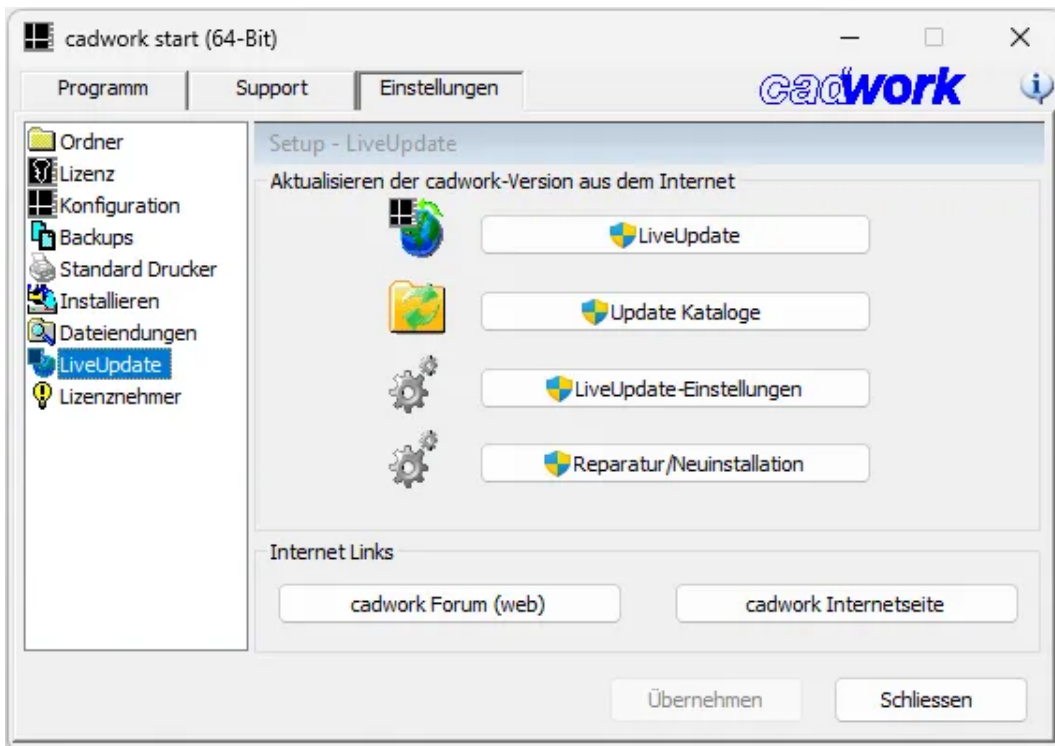 cadwork start (64-Bit)
Programm
Support
Einstellungen
cadwork
Ordner
Lizenz
Konfiguration
Backups
Standard Drucker
Installieren
Dateiendungen
LiveUpdate
Lizenznehmer
Setup - LiveUpdate
Aktualisieren der cadwork-Version aus dem Internet
LiveUpdate
Update Kataloge
LiveUpdate-Einstellungen
Reparatur/Neuinstallation
Internet Links
cadwork Forum (web)
cadwork Internetseite
Übernehmen
Schliessen